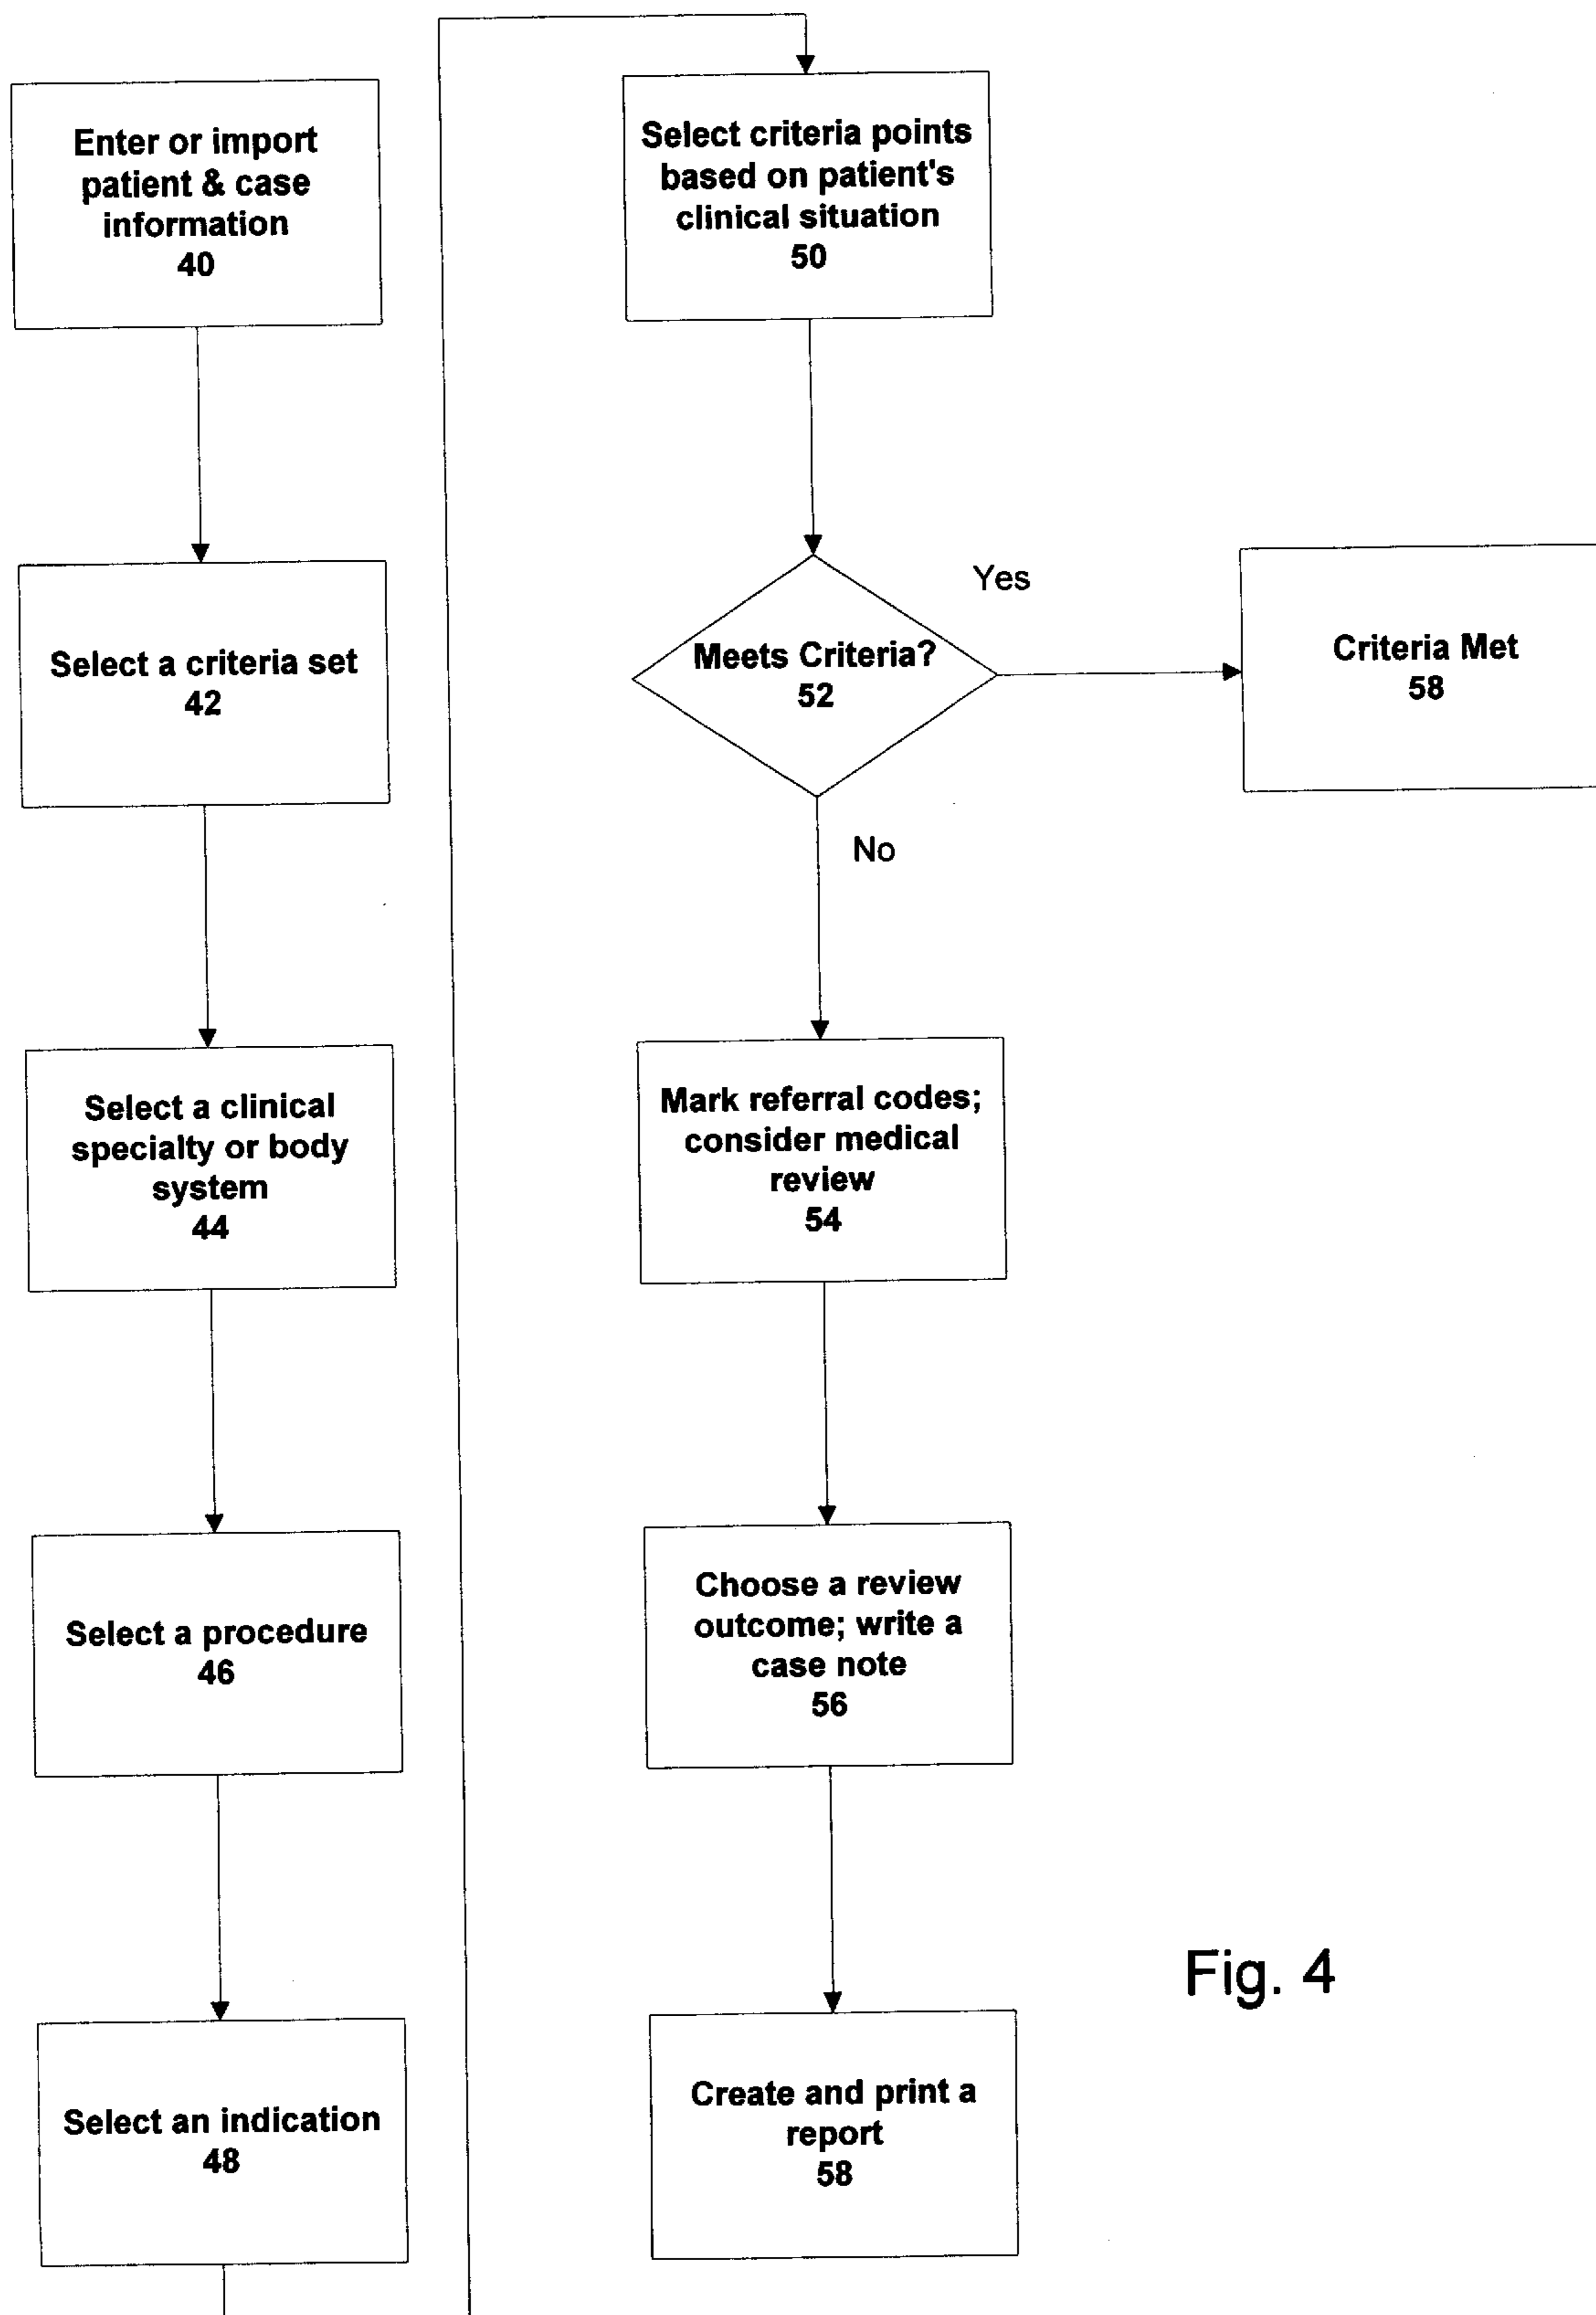 Enter or import
patient & case
information
40
Select a criteria set
42
Select a clinical
specialty or body
system
44
Select a procedure
46
Select an indication
48
Select criteria points
based on patient's
clinical situation
50
Meets Criteria?
52
Yes
Criteria Met
58
No
Mark referral codes;
consider medical
review
54
Choose a review
outcome; write a
case note
56
Create and print a
report
58
Fig. 4